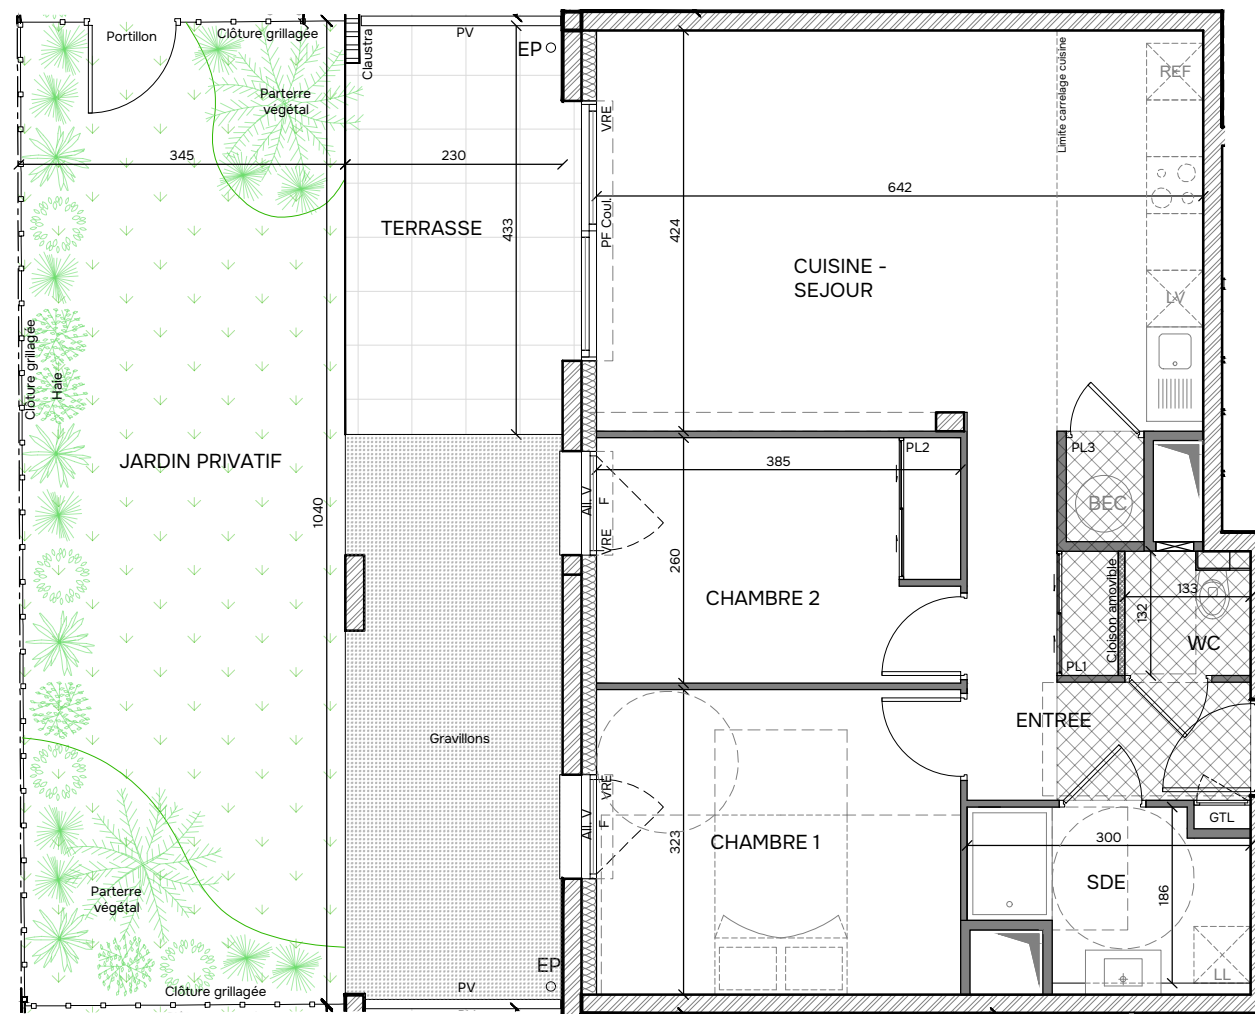 Portillon
Clôture grillagée
Claustra
PV
EP
Parterre
végétal
345
230
TERRASSE
433
VRE
PF Coul.
424
642
Limite carrelage cuisine
REF
CUISINE -
SEJOUR
LV
Clôture grillagée
Haie
JARDIN PRIVATIF
1040
All. V
F
VRE
385
PL2
260
CHAMBRE 2
PL3
BEC
Cloison amovible
132
133
WC
PL1
ENTREE
Gravillons
VRE
All. V
F
323
CHAMBRE 1
GTL
300
SDE
186
LL
Parterre
végétal
EP
PV
Clôture grillagée